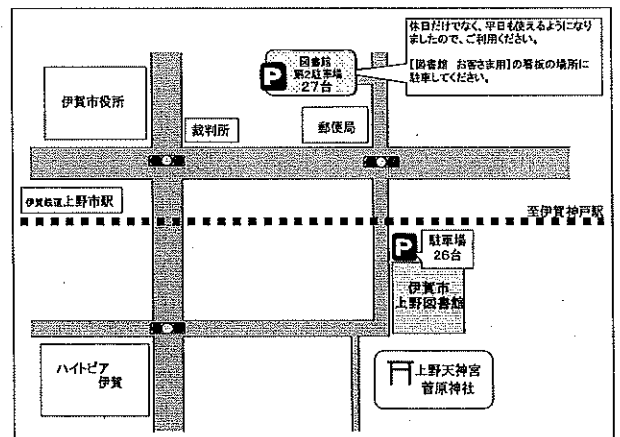 休日だけでなく、平日も使えるようになり
ましたので、ご利用ください。
【図書館 お客さま用】の看板の場所に
駐車してください。
P
図書館
第2駐車場
27台
伊賀市役所
裁判所
郵便局
伊賀鉄道上野市駅
至伊賀神戸駅
P
駐車場
26台
伊賀市
上野図書館
ハイトピア
伊賀
上野天神宮
菅原神社